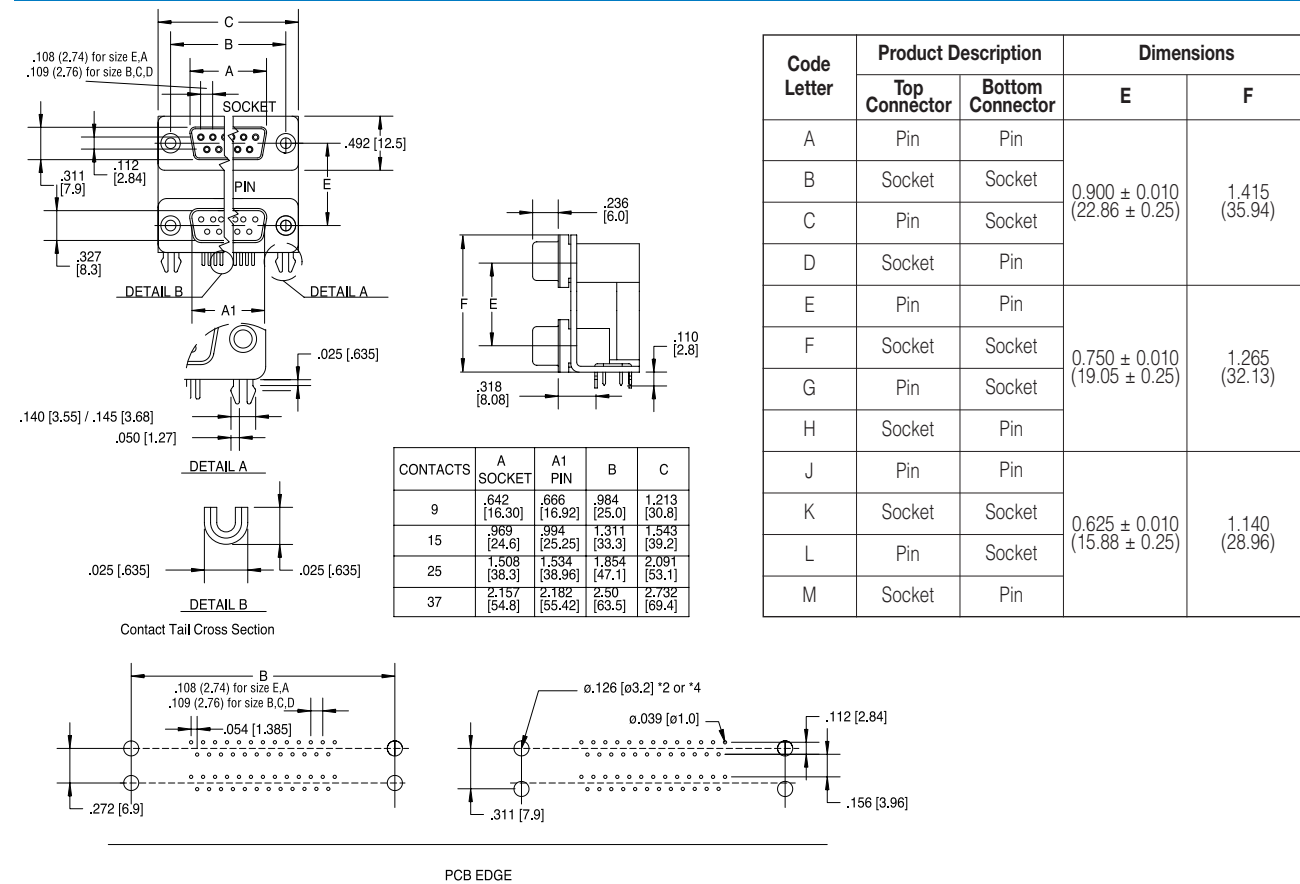 C
B
A
.108 (2.74) for size E,A
.109 (2.76) for size B,C,D
SOCKET
.492 [12.5]
.112
[2.84]
.311
[7.9]
PIN
E
.327
[8.3]
DETAIL B
DETAIL A
A1
.025 [.635]
.140 [3.55] / .145 [3.68]
.050 [1.27]
DETAIL A
.025 [.635]
.025 [.635]
DETAIL B
Contact Tail Cross Section
.236
[6.0]
F
E
.110
[2.8]
.318
[8.08]
CONTACTS A SOCKET A1 PIN B C
9 .642 [16.30] .666 [16.92] .984 [25.0] 1.213 [30.8]
15 .969 [24.6] .994 [25.25] 1.311 [33.3] 1.543 [39.2]
25 1.508 [38.3] 1.534 [38.96] 1.854 [47.1] 2.091 [53.1]
37 2.157 [54.8] 2.182 [55.42] 2.50 [63.5] 2.732 [69.4]
Code Letter Product Description Dimensions
Top Connector Bottom Connector E F
A Pin Pin
B Socket Socket
0.900 ± 0.010 1.415
(22.86 ± 0.25) (35.94)
C Pin Socket
D Socket Pin
E Pin Pin
F Socket Socket
0.750 ± 0.010 1.265
(19.05 ± 0.25) (32.13)
G Pin Socket
H Socket Pin
J Pin Pin
K Socket Socket
0.625 ± 0.010 1.140
(15.88 ± 0.25) (28.96)
L Pin Socket
M Socket Pin
B
.108 (2.74) for size E,A
.109 (2.76) for size B,C,D
.054 [1.385]
.272 [6.9]
ø.126 [ø3.2] *2 or *4
ø.039 [ø1.0]
.112 [2.84]
.156 [3.96]
.311 [7.9]
PCB EDGE